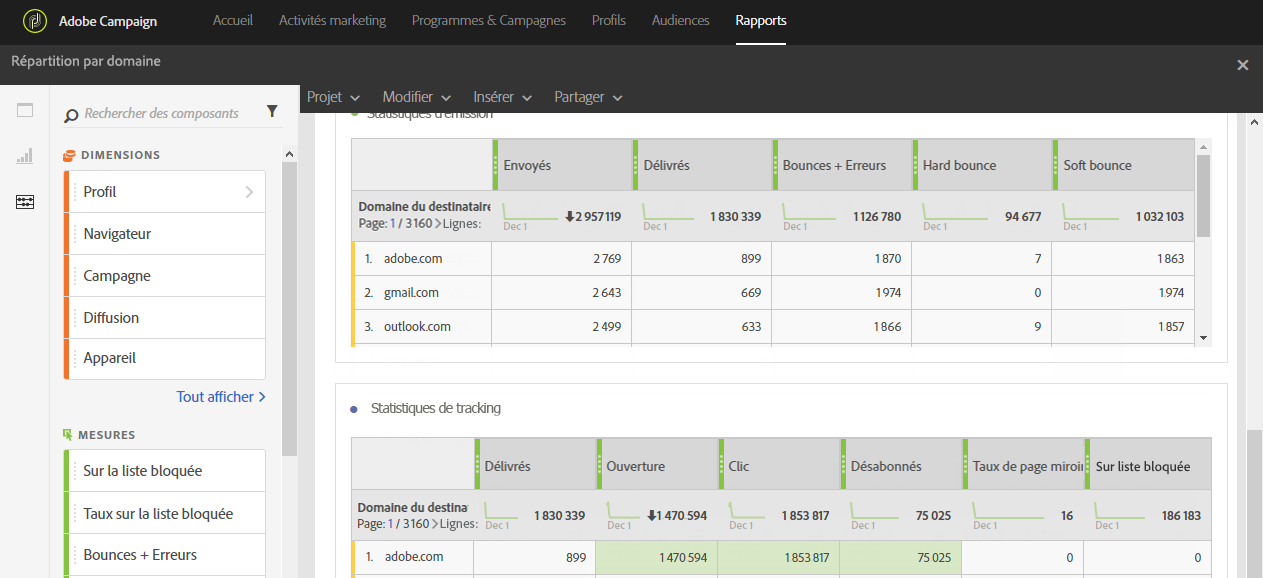 Adobe Campaign Accueil Activités marketing Programmes & Campagnes Profils Audiences Rapports
Répartition par domaine
Projet Modifier Insérer Partager
Rechercher des composants
DIMENSIONS
Profil
Navigateur
Campagne
Diffusion
Appareil
Tout afficher
MESURES
Sur la liste bloquée
Taux sur la liste bloquée
Bounces + Erreurs
Statistiques d'émission
Envoyés Délivrés Bounces + Erreurs Hard bounce Soft bounce
Domaine du destinataire
Page: 1 / 3160 Lignes:
Dec 1 2 957 119 Dec 1 1 830 339 Dec 1 1 126 780 Dec 1 94 677 Dec 1 1 032 103
1. adobe.com 2 769 899 1 870 7 1 863
2. gmail.com 2 643 669 1 974 0 1.974
3. outlook.com 2 499 633 1 866 9 1 857
Statistiques de tracking
Délivrés Ouverture Clic Désabonnés Taux de page miroi Sur liste bloquée
Domaine du destina
Page: 1 / 3160 Lignes:
Dec 1 1 830 339 Dec 1 1 470 594 Dec 1 1 853 817 Dec 1 75 025 Dec 1 16 Dec 1 186 183
1. adobe.com 899 1 470 594 1 853 817 75 025 0 0